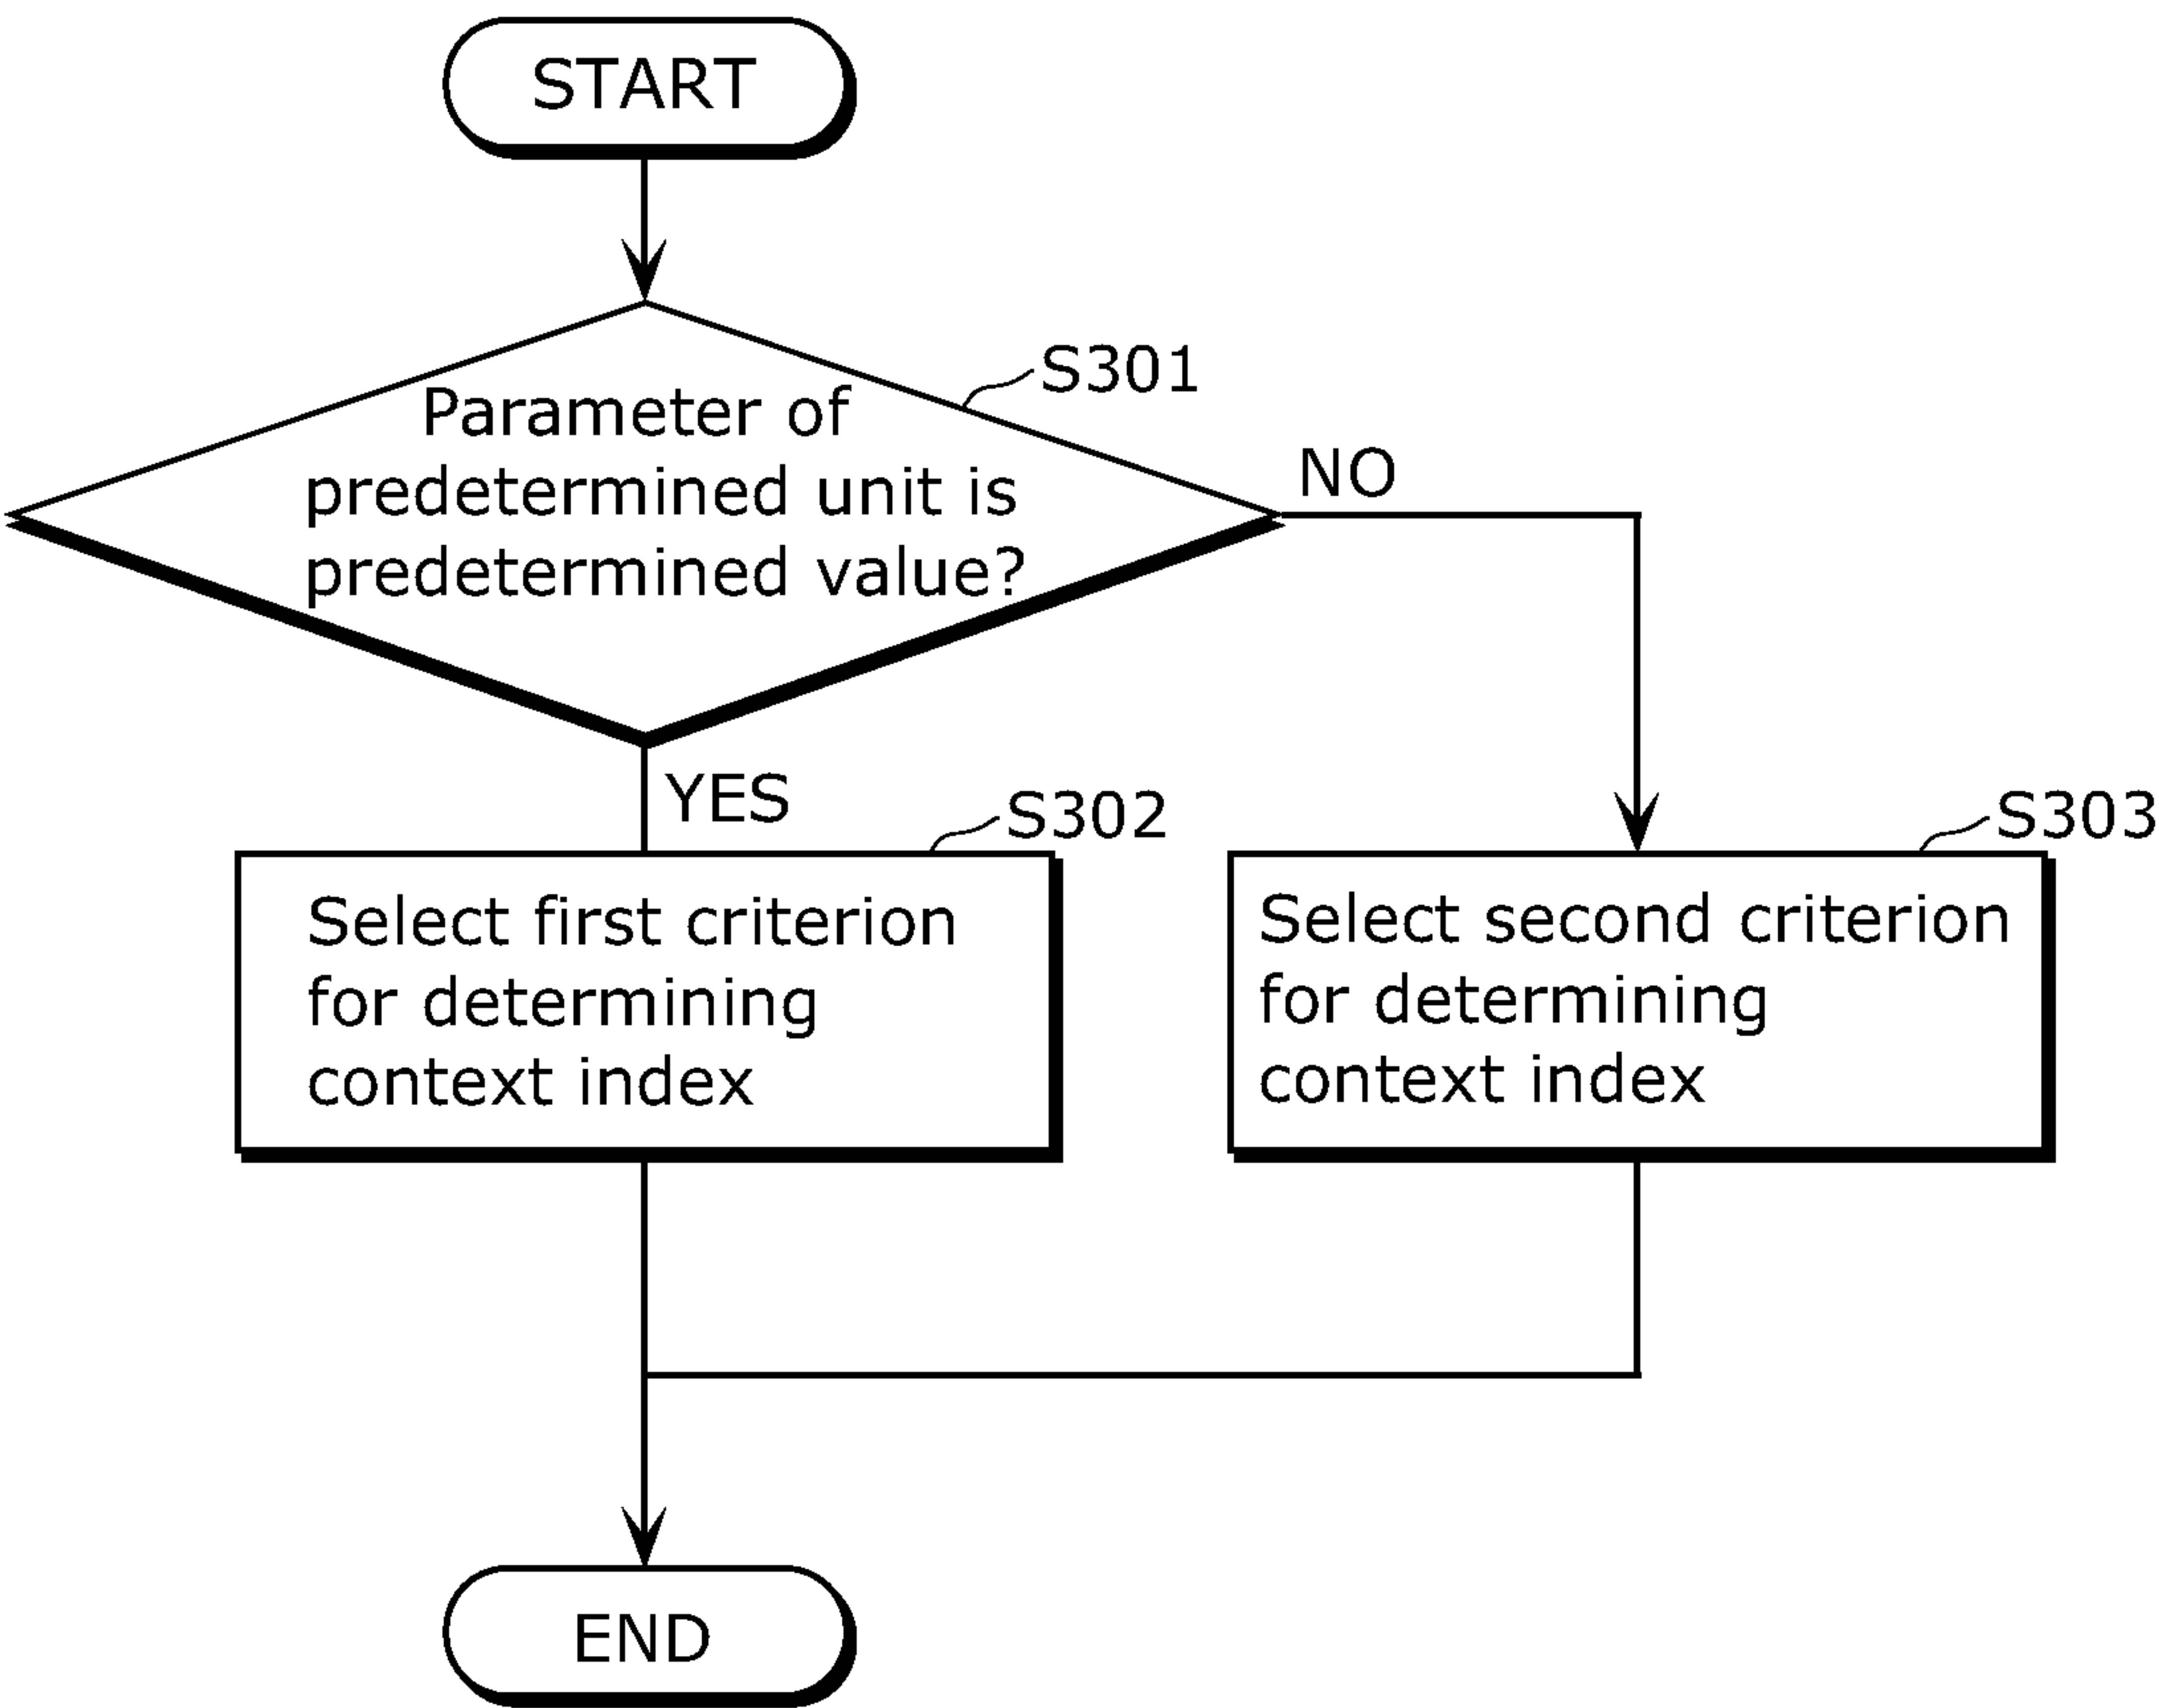 START
S301
Parameter of
predetermined unit is
predetermined value?
NO
YES
S302
Select first criterion
for determining
context index
S303
Select second criterion
for determining
context index
END